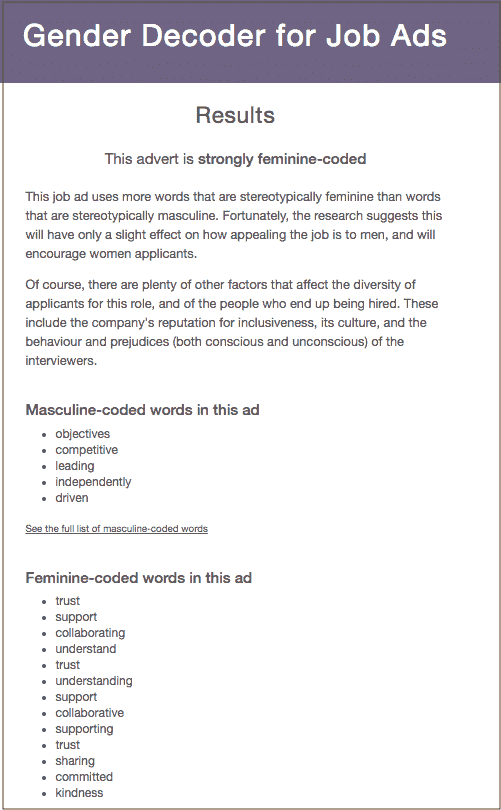 Gender Decoder for Job Ads
Results
This advert is strongly feminine-coded
This job ad uses more words that are stereotypically feminine than words
that are stereotypically masculine. Fortunately, the research suggests this
will have only a slight effect on how appealing the job is to men, and will
encourage women applicants.
Of course, there are plenty of other factors that affect the diversity of
applicants for this role, and of the people who end up being hired. These
include the company's reputation for inclusiveness, its culture, and the
behaviour and prejudices (both conscious and unconscious) of the
interviewers.
Masculine-coded words in this ad
• objectives
• competitive
• leading
• independently
• driven
See the full list of masculine-coded words
Feminine-coded words in this ad
• trust
• support
• collaborating
• understand
• trust
• understanding
• support
• collaborative
• supporting
• trust
• sharing
• committed
• kindness